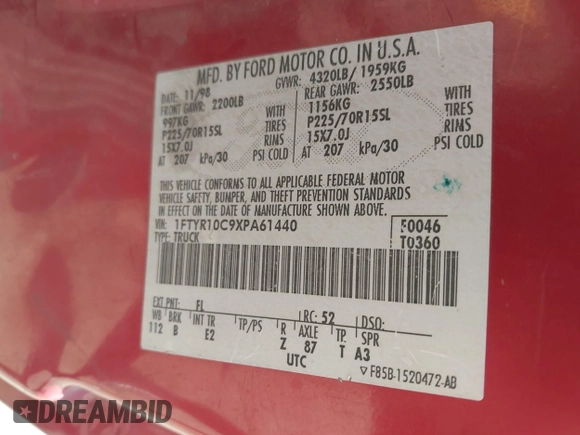 MFD. BY FORD MOTOR CO. IN U.S.A.
DATE: 11/98 GVWR: 4320LB/ 1959KG
FRONT GAWR: 2200LB REAR GAWR: 2550LB
997KG 1156KG
P225/70R15SL TIRES P225/70R15SL TIRES
15X7.0J RIMS 15X7.0J RIMS
AT 207 kPa/30 PSI COLD AT 207 kPa/30 PSI COLD
THIS VEHICLE CONFORMS TO ALL APPLICABLE FEDERAL MOTOR
VEHICLE SAFETY, BUMPER, AND THEFT PREVENTION STANDARDS
IN EFFECT ON THE DATE OF MANUFACTURE SHOWN ABOVE.
VIN: 1FTYR10C9XPA61440 F0046
TYPE: TRUCK T0360
EXT PNT: FL RC: 52 DSO:
WB BRK INT TR TP/PS R AXLE TP SPR
112 B E2 Z 87 T A3
UTC
▽ F85B-1520472-AB
DREAMBID